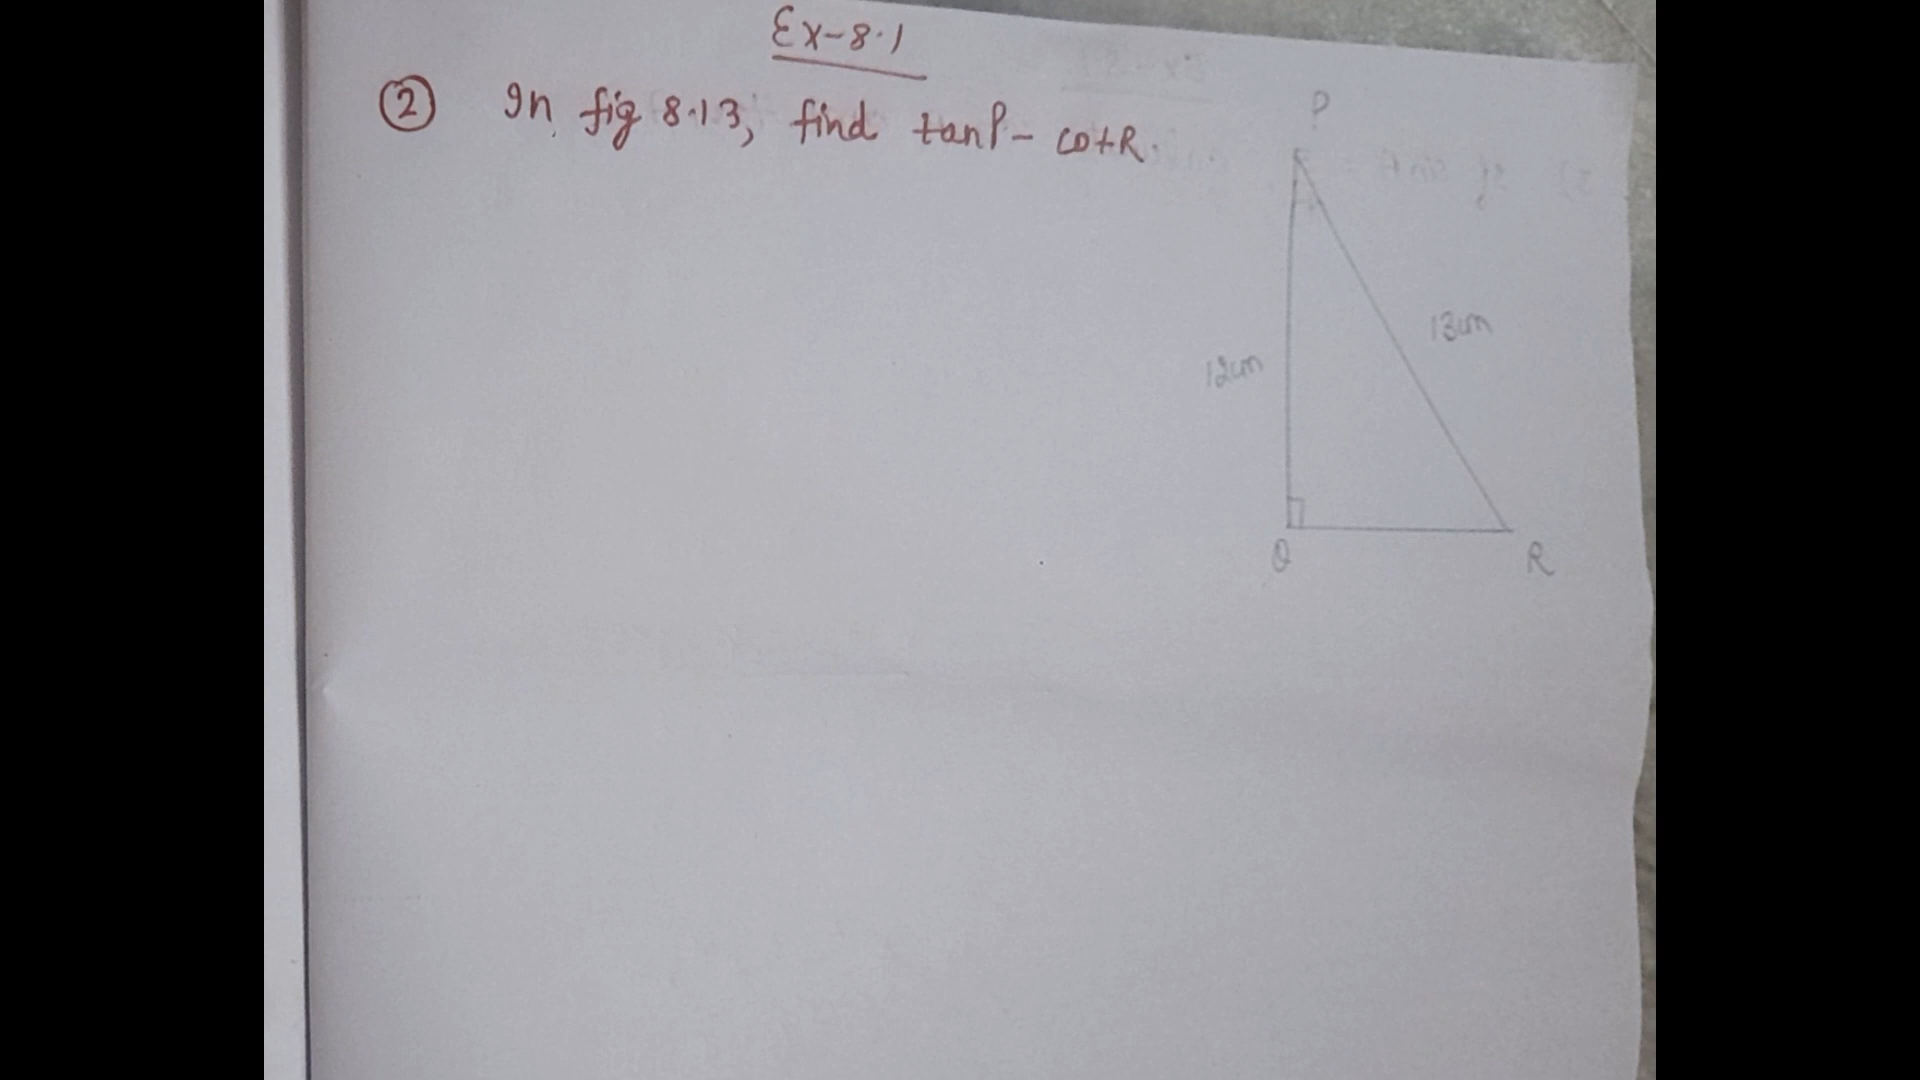 Ex-8.1
② In fig 8.13, find tanP - cotR.
P
13cm
12cm
Q
R